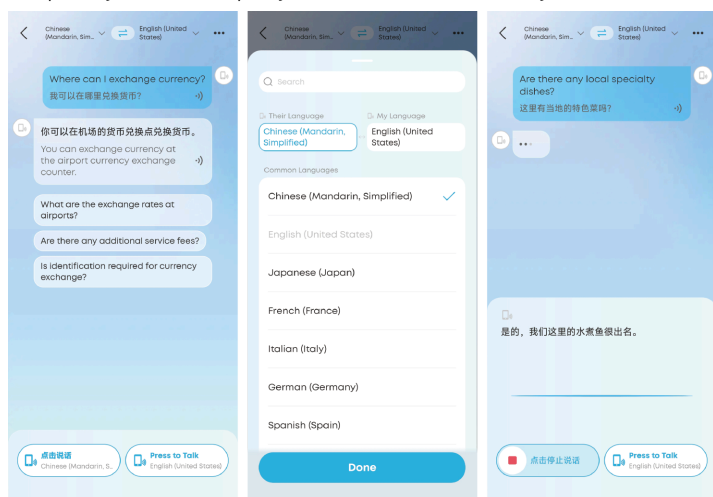 Chinese
(Mandarin, Sim...
English (United
States)
Where can I exchange currency?
我可以在哪里兑换货币?
你可以在机场的货币兑换点兑换货币。
You can exchange currency at
the airport currency exchange
counter.
What are the exchange rates at
airports?
Are there any additional service fees?
Is identification required for currency
exchange?
点击说话
Chinese (Mandarin, S...
Press to Talk
English (United States)
Chinese
(Mandarin, Sim...
English (United
States)
Search
Their Language
My Language
Chinese (Mandarin,
Simplified)
English (United
States)
Common Languages
Chinese (Mandarin, Simplified)
English (United States)
Japanese (Japan)
French (France)
Italian (Italy)
German (Germany)
Spanish (Spain)
Done
Chinese
(Mandarin, Sim...
English (United
States)
Are there any local specialty
dishes?
这里有当地的特色菜吗?
是的，我们这里的水煮鱼很出名。
点击停止说话
Press to Talk
English (United States)